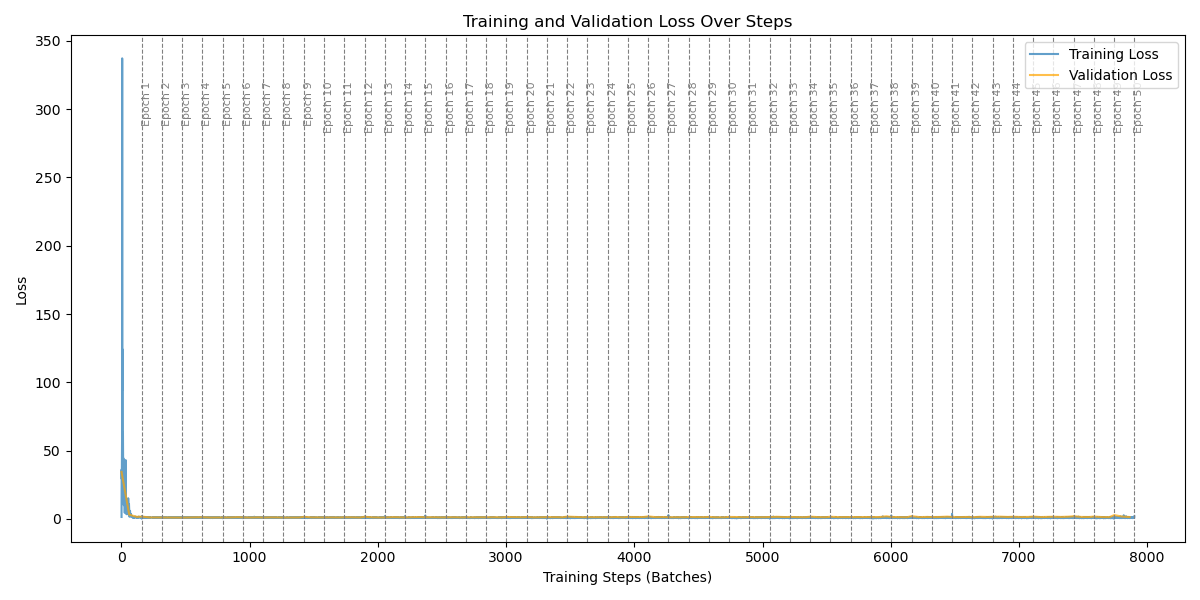 Training and Validation Loss Over Steps
Training Loss
Validation Loss
Loss
350
300
250
200
150
100
50
0
Epoch 1
Epoch 2
Epoch 3
Epoch 4
Epoch 5
Epoch 6
Epoch 7
Epoch 8
Epoch 9
Epoch 10
Epoch 11
Epoch 12
Epoch 13
Epoch 14
Epoch 15
Epoch 16
Epoch 17
Epoch 18
Epoch 19
Epoch 20
Epoch 21
Epoch 22
Epoch 23
Epoch 24
Epoch 25
Epoch 26
Epoch 27
Epoch 28
Epoch 29
Epoch 30
Epoch 31
Epoch 32
Epoch 33
Epoch 34
Epoch 35
Epoch 36
Epoch 37
Epoch 38
Epoch 39
Epoch 40
Epoch 41
Epoch 42
Epoch 43
Epoch 44
Epoch
Epoch
Epoch
Epoch
Epoch
Epoch
0
1000
2000
3000
4000
5000
6000
7000
8000
Training Steps (Batches)